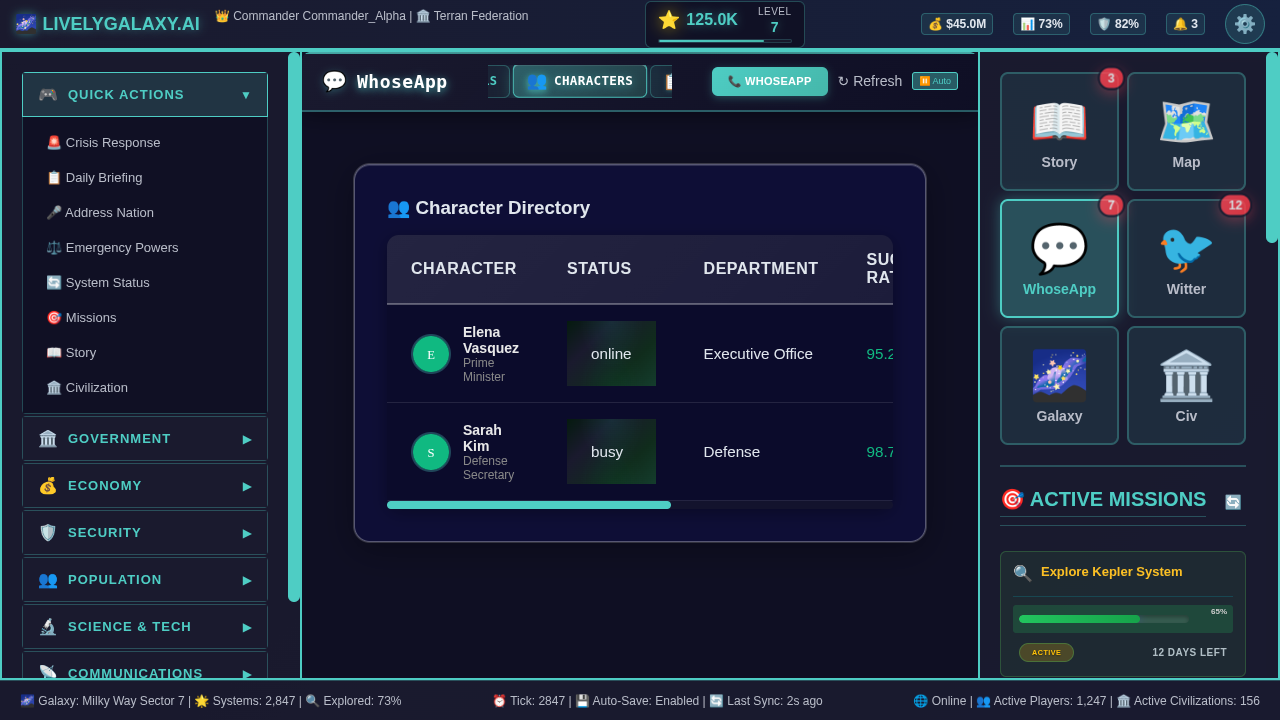 LIVELYGALAXY.AI
Commander Commander_Alpha | Terran Federation
125.0K
LEVEL
7
$45.0M
73%
82%
3
QUICK ACTIONS ▼
Crisis Response
Daily Briefing
Address Nation
Emergency Powers
System Status
Missions
Story
Civilization
GOVERNMENT ▶
ECONOMY ▶
SECURITY ▶
POPULATION ▶
SCIENCE & TECH ▶
COMMUNICATIONS ▶
WhoseApp
CHARACTERS
WHOSEAPP
↻ Refresh
Auto
Character Directory
CHARACTER STATUS DEPARTMENT
Elena
Vasquez
Prime
Minister
E
online
Executive Office
95.2
Sarah
Kim
Defense
Secretary
S
busy
Defense
98.7
3
Story
Map
7
WhoseApp
12
Witter
Galaxy
Civ
ACTIVE MISSIONS
Explore Kepler System
65%
ACTIVE
12 DAYS LEFT
Galaxy: Milky Way Sector 7 | Systems: 2,847 | Explored: 73%
Tick: 2847 | Auto-Save: Enabled | Last Sync: 2s ago
Online | Active Players: 1,247 | Active Civilizations: 156